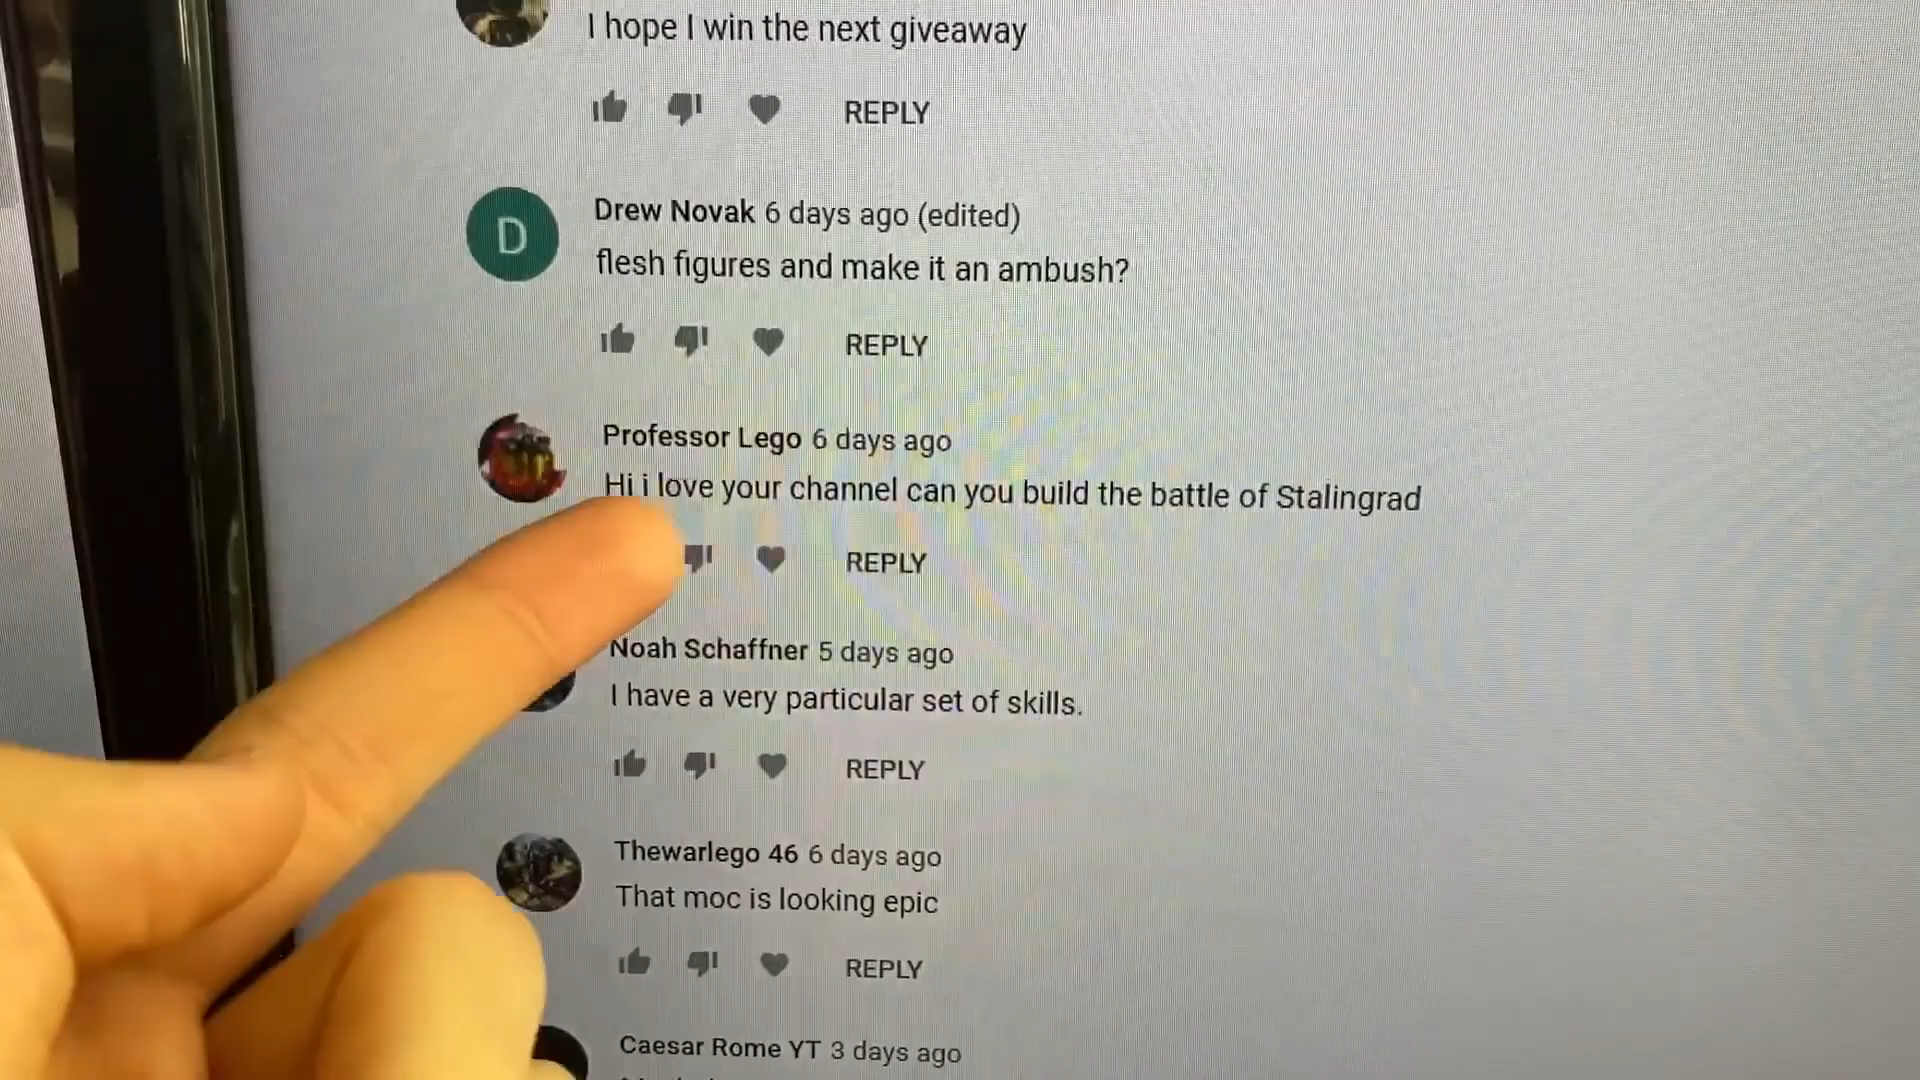 I hope I win the next giveaway
REPLY
D
Drew Novak 6 days ago (edited)
flesh figures and make it an ambush?
REPLY
Professor Lego 6 days ago
Hi i love your channel can you build the battle of Stalingrad
REPLY
Noah Schaffner 5 days ago
I have a very particular set of skills.
REPLY
Thewarlego 46 6 days ago
That moc is looking epic
REPLY
Caesar Rome YT 3 days ago